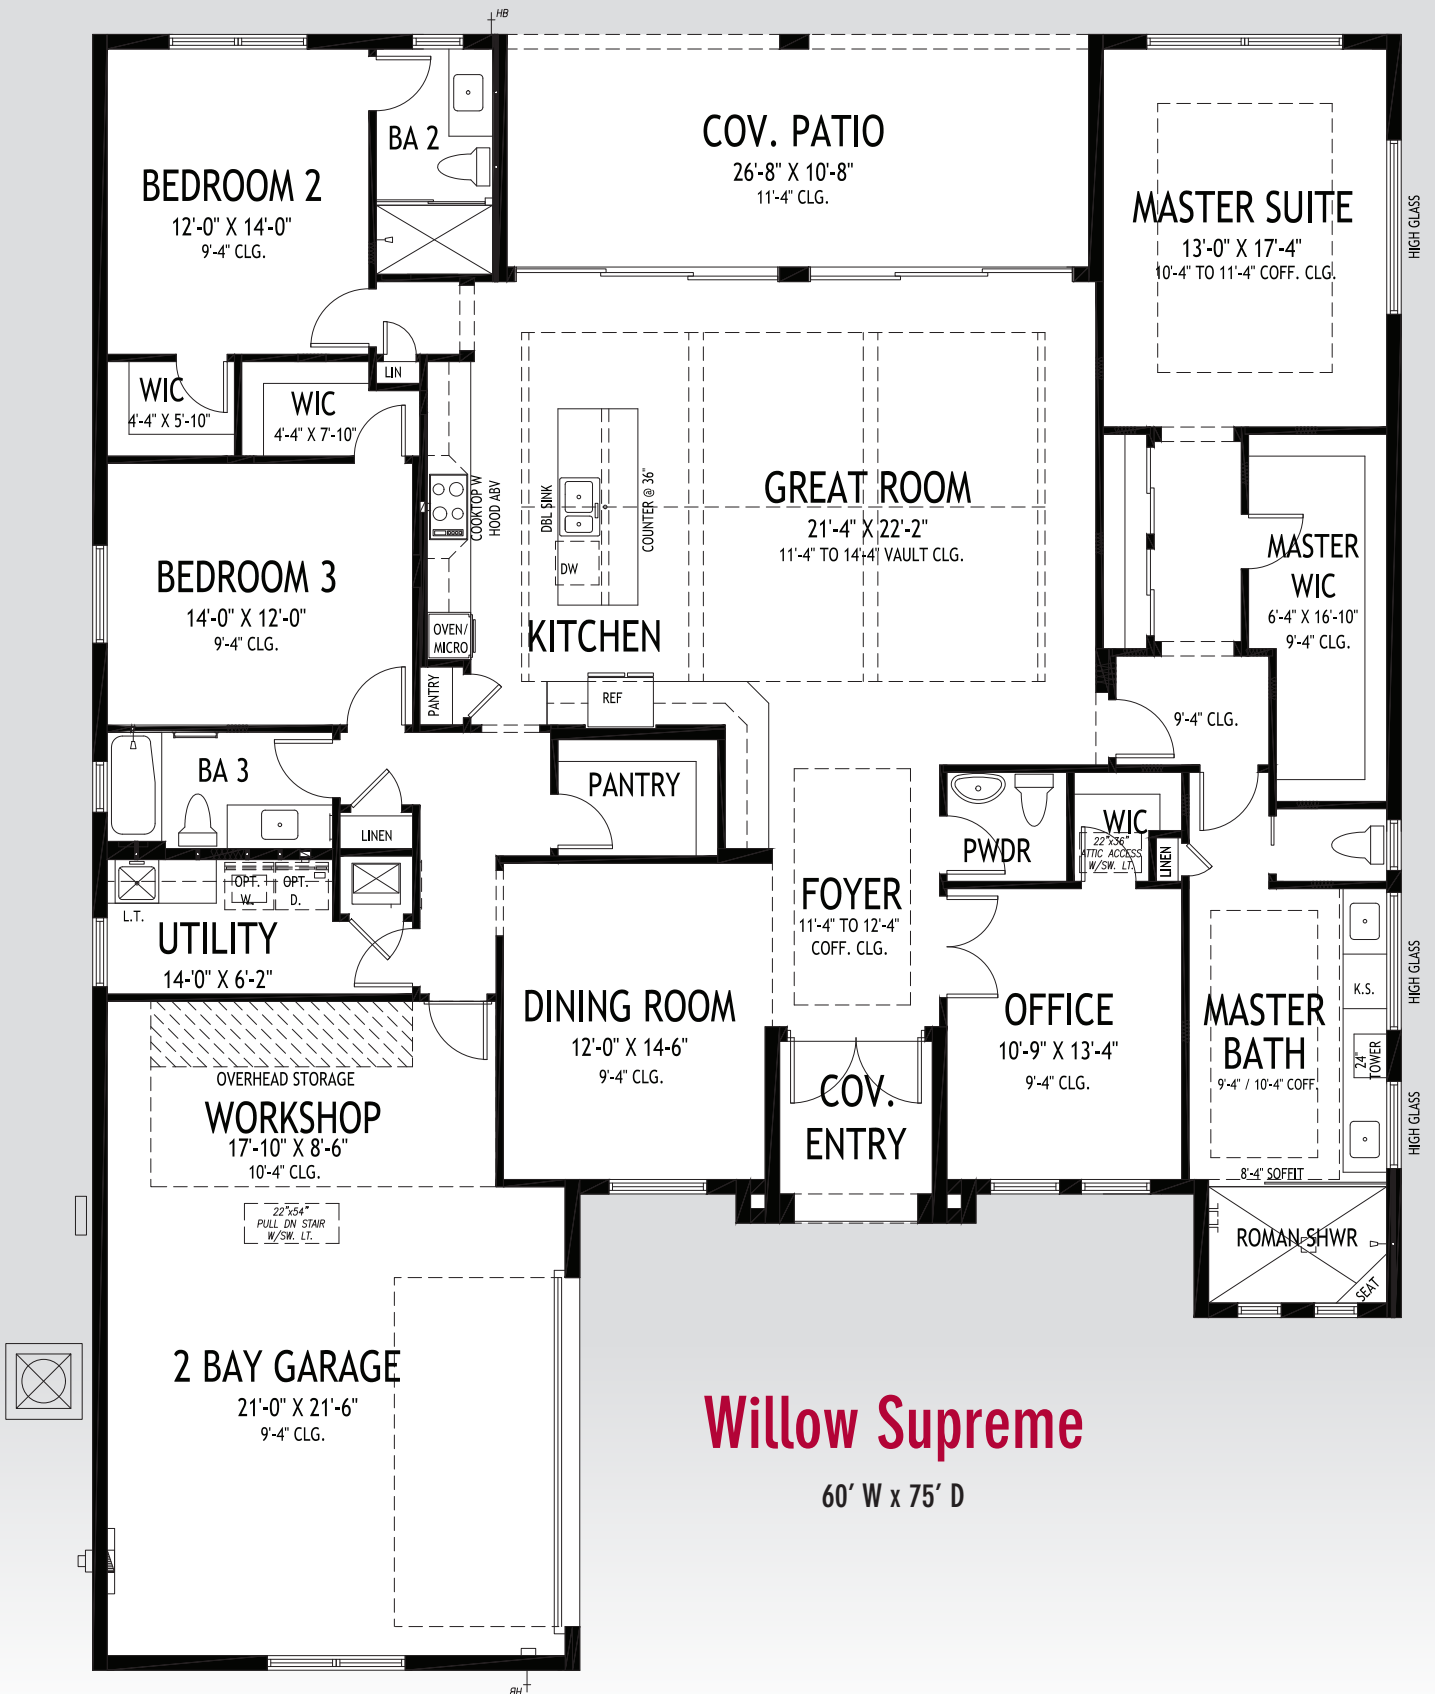 HB
COV. PATIO
26'-8" X 10'-8"
11'-4" CLG.
BA 2
BEDROOM 2
12'-0" X 14'-0"
9'-4" CLG.
MASTER SUITE
13'-0" X 17'-4"
10'-4" TO 11'-4" COFF. CLG.
HIGH GLASS
LIN
WIC
4'-4" X 5'-10"
WIC
4'-4" X 7'-10"
COOKTOP W
HOOD ABV
DBL SINK
COUNTER @ 36"
DW
GREAT ROOM
21'-4" X 22'-2"
11'-4" TO 14'-4" VAULT CLG.
MASTER
WIC
6'-4" X 16'-10"
9'-4" CLG.
BEDROOM 3
14'-0" X 12'-0"
9'-4" CLG.
OVEN/
MICRO
KITCHEN
PANTRY
REF
9'-4" CLG.
BA 3
PANTRY
LINEN
PWDR
WIC
22"x36"
ATTIC ACCESS
W/SW. LT.
LINEN
OPT.
W.
OPT.
D.
L.T.
UTILITY
14'-0" X 6'-2"
FOYER
11'-4" TO 12'-4"
COFF. CLG.
DINING ROOM
12'-0" X 14-6"
9'-4" CLG.
OFFICE
10'-9" X 13'-4"
9'-4" CLG.
MASTER
BATH
9'-4" / 10'-4" COFF.
K.S.
24"
TOWER
HIGH GLASS
HIGH GLASS
OVERHEAD STORAGE
WORKSHOP
17'-10" X 8'-6"
10'-4" CLG.
COV.
ENTRY
8'-4" SOFFIT
ROMAN SHWR
SEAT
22"x54"
PULL DN STAIR
W/SW. LT.
2 BAY GARAGE
21'-0" X 21'-6"
9'-4" CLG.
Willow Supreme
60' W x 75' D
HB